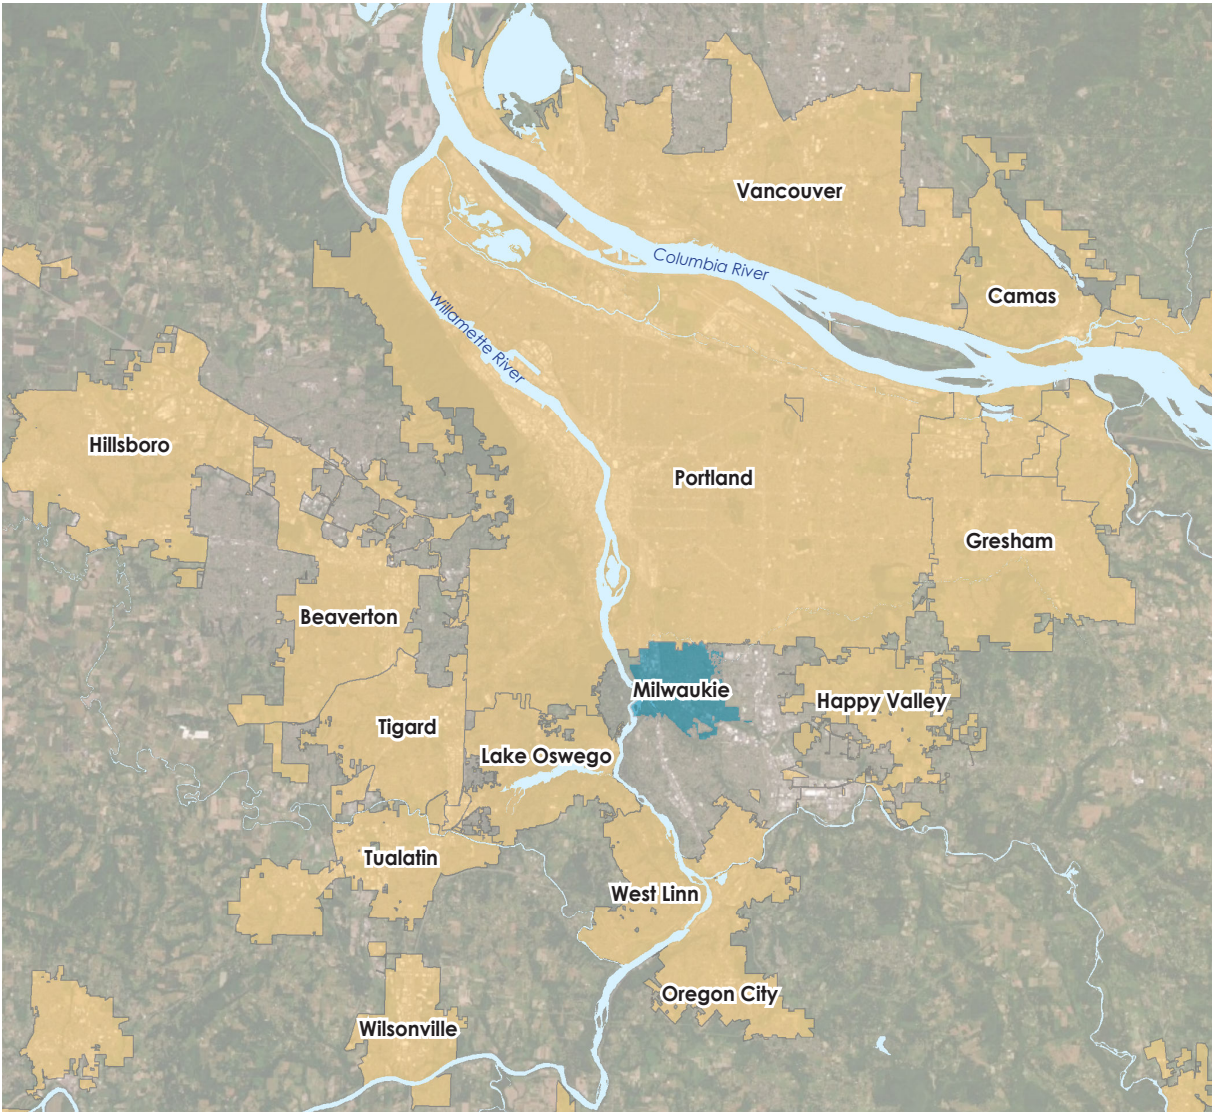 Vancouver
Columbia River
Camas
Willamette River
Hillsboro
Portland
Gresham
Beaverton
Milwaukie
Happy Valley
Tigard
Lake Oswego
Tualatin
West Linn
Oregon City
Wilsonville